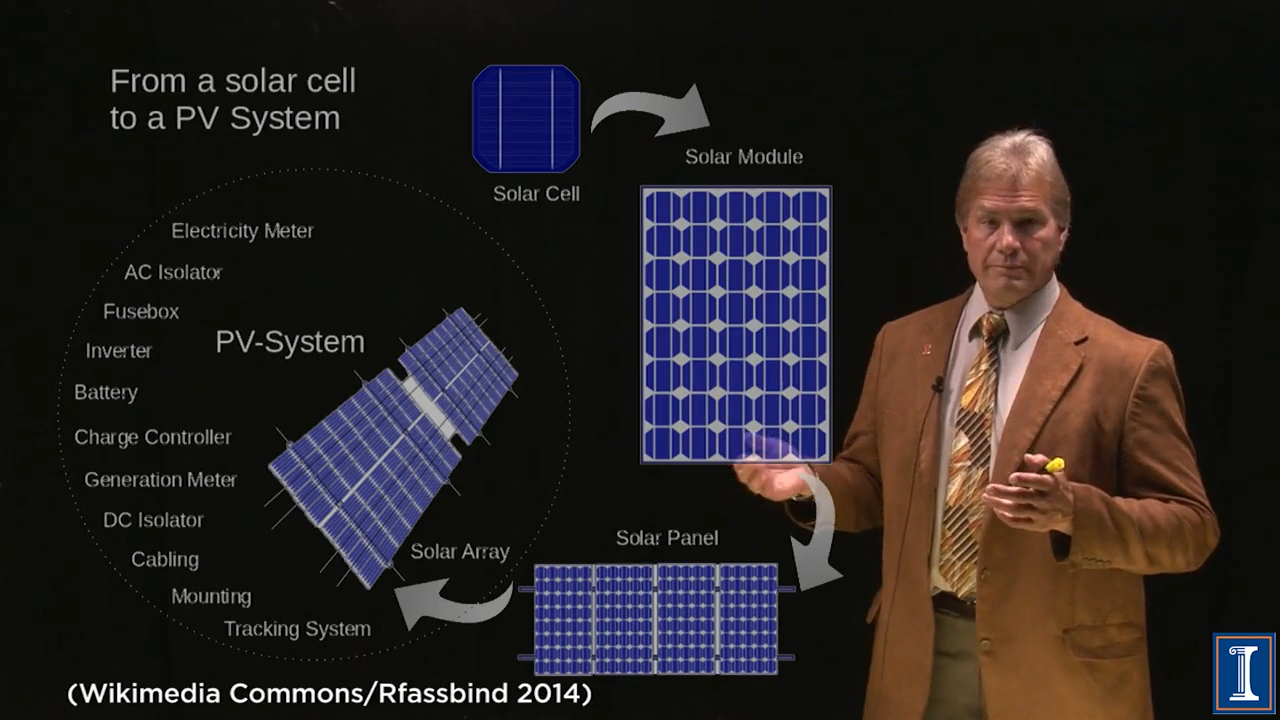 From a solar cell
to a PV System
Solar Cell
Solar Module
Electricity Meter
AC Isolator
Fusebox
Inverter
PV-System
Battery
Charge Controller
Generation Meter
DC Isolator
Cabling
Mounting
Tracking System
Solar Array
Solar Panel
(Wikimedia Commons/Rfassbind 2014)
I